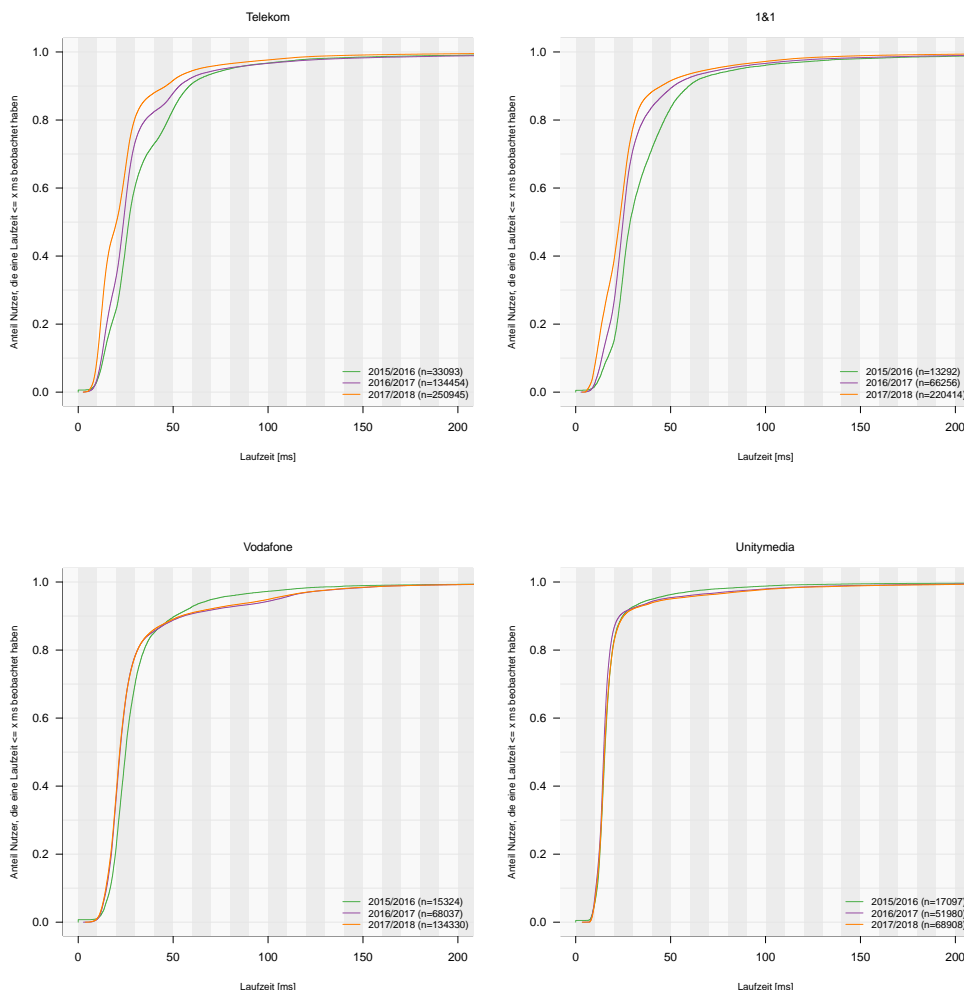 Telekom
Anteil Nutzer, die eine Laufzeit <= x ms beobachtet haben
1.0
0.8
0.6
0.4
0.2
0.0
2015/2016 (n=33093)
2016/2017 (n=134454)
2017/2018 (n=250945)
0 50 100 150 200
Laufzeit [ms]
1&1
Anteil Nutzer, die eine Laufzeit <= x ms beobachtet haben
1.0
0.8
0.6
0.4
0.2
0.0
2015/2016 (n=13292)
2016/2017 (n=66256)
2017/2018 (n=220414)
0 50 100 150 200
Laufzeit [ms]
Vodafone
Anteil Nutzer, die eine Laufzeit <= x ms beobachtet haben
1.0
0.8
0.6
0.4
0.2
0.0
2015/2016 (n=15324)
2016/2017 (n=68037)
2017/2018 (n=134330)
0 50 100 150 200
Laufzeit [ms]
Unitymedia
Anteil Nutzer, die eine Laufzeit <= x ms beobachtet haben
1.0
0.8
0.6
0.4
0.2
0.0
2015/2016 (n=17097)
2016/2017 (n=51980)
2017/2018 (n=68908)
0 50 100 150 200
Laufzeit [ms]